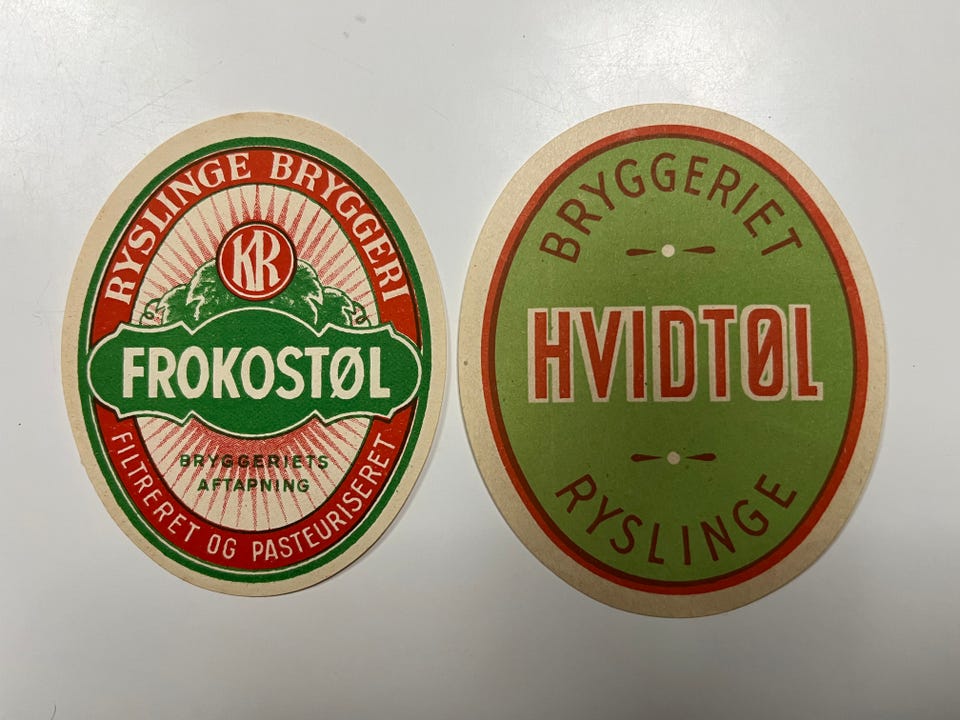 RYSLINGE BRYGGERI
KR
FROKOSTØL
BRYGGERIETS
AFTAPNING
FILTRERET OG PASTEURISERET
BRYGGERIET
HVIDTØL
RYSLINGE